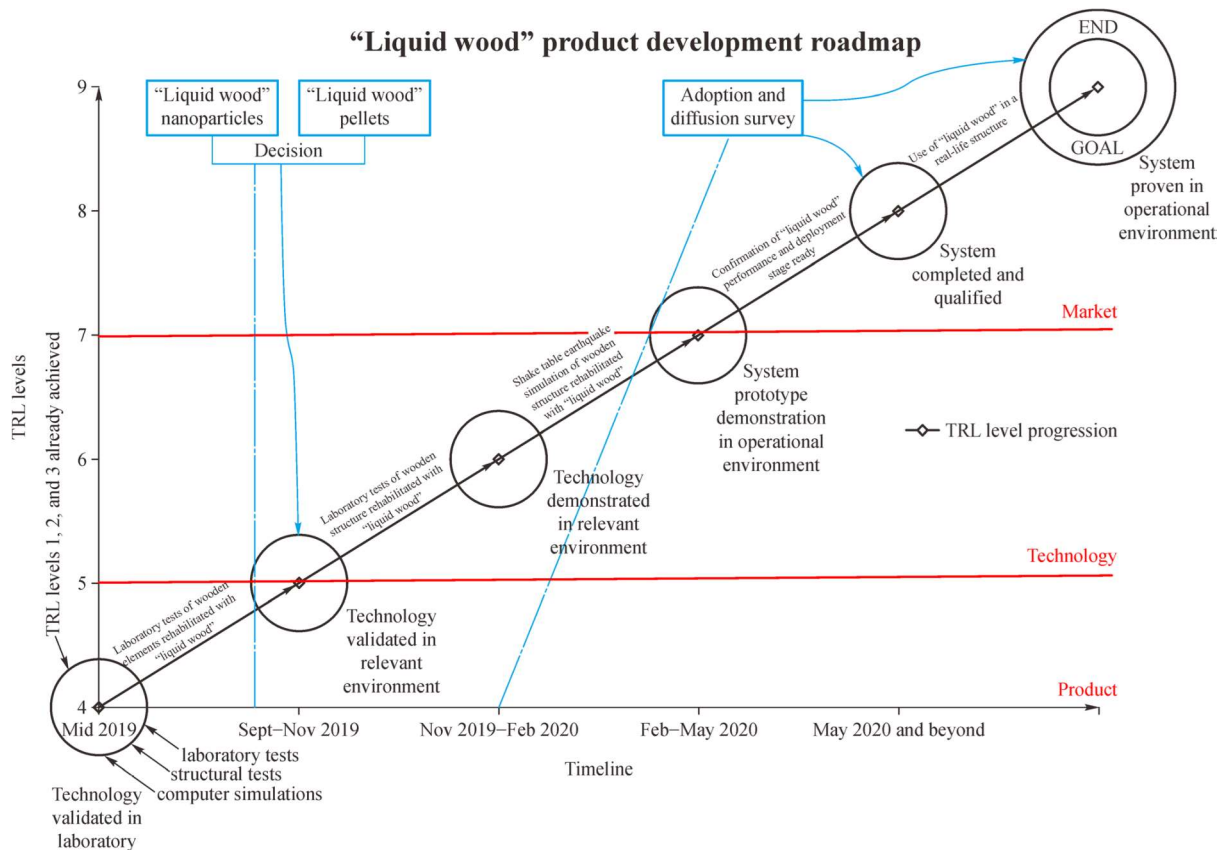 “Liquid wood” product development roadmap
END
GOAL
9
8
7
6
5
4
TRL levels
TRL levels 1, 2, and 3 already achieved
“Liquid wood”
nanoparticles
“Liquid wood”
pellets
Decision
Adoption and
diffusion survey
Use of “liquid wood” in a
real-life structure
System
proven in
operational
environment
Confirmation of “liquid wood”
performance and deployment
stage ready
System
completed and
qualified
Market
Shake table earthquake
simulation of wooden
structure rehabilitated
with “liquid wood”
System
prototype
demonstration
in operational
environment
TRL level progression
Laboratory tests of wooden
structure rehabilitated with
“liquid wood”
Technology
demonstrated
in relevant
environment
Technology
Laboratory tests of wooden
elements rehabilitated with
“liquid wood”
Technology
validated in
relevant
environment
Product
Mid 2019
Sept–Nov 2019
Nov 2019–Feb 2020
Feb–May 2020
May 2020 and beyond
Timeline
laboratory tests
structural tests
computer simulations
Technology
validated in
laboratory